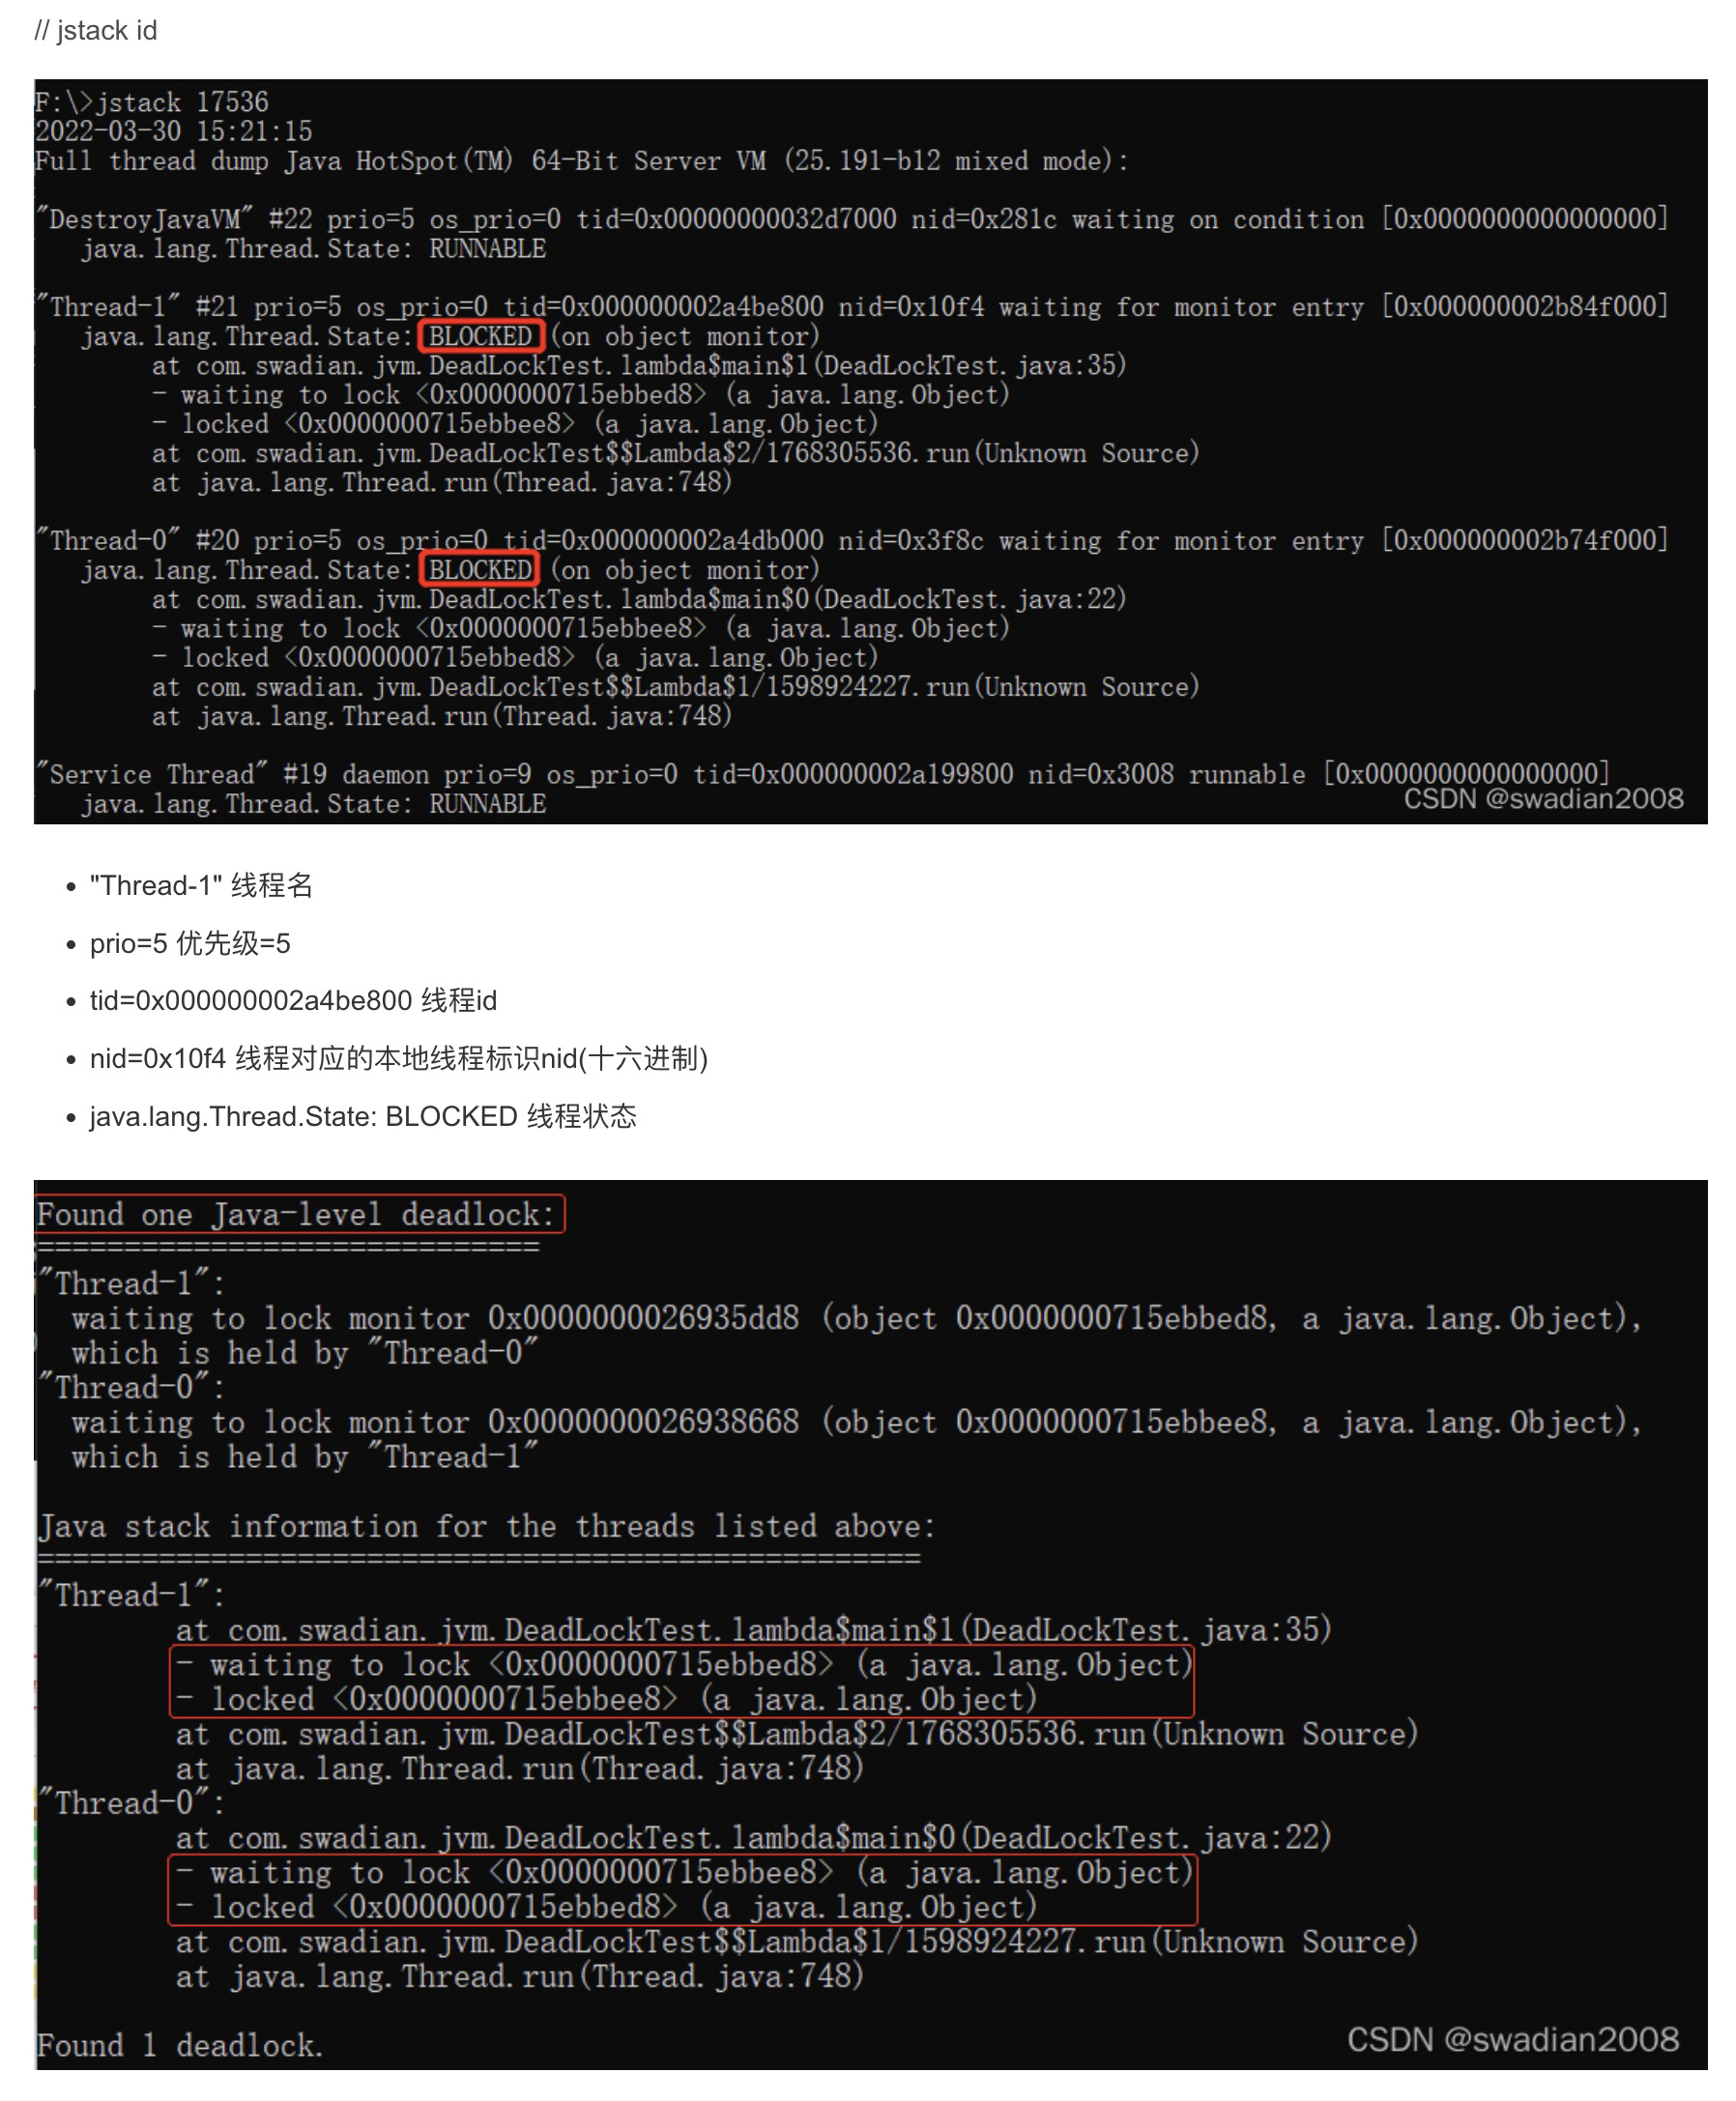 // jstack id
F:\>jstack 17536
2022-03-30 15:21:15
Full thread dump Java HotSpot(TM) 64-Bit Server VM (25.191-b12 mixed mode):
"DestroyJavaVM" #22 prio=5 os_prio=0 tid=0x00000000032d7000 nid=0x281c waiting on condition [0x0000000000000000]
java.lang.Thread.State: RUNNABLE
"Thread-1" #21 prio=5 os_prio=0 tid=0x000000002a4be800 nid=0x10f4 waiting for monitor entry [0x000000002b84f000]
java.lang.Thread.State: BLOCKED (on object monitor)
at com.swadian.jvm.DeadLockTest.lambda$main$1(DeadLockTest.java:35)
- waiting to lock <0x0000000715ebbed8> (a java.lang.Object)
- locked <0x0000000715ebbee8> (a java.lang.Object)
at com.swadian.jvm.DeadLockTest$$Lambda$2/1768305536.run(Unknown Source)
at java.lang.Thread.run(Thread.java:748)
"Thread-0" #20 prio=5 os_prio=0 tid=0x000000002a4db000 nid=0x3f8c waiting for monitor entry [0x000000002b74f000]
java.lang.Thread.State: BLOCKED (on object monitor)
at com.swadian.jvm.DeadLockTest.lambda$main$0(DeadLockTest.java:22)
- waiting to lock <0x0000000715ebbee8> (a java.lang.Object)
- locked <0x0000000715ebbed8> (a java.lang.Object)
at com.swadian.jvm.DeadLockTest$$Lambda$1/1598924227.run(Unknown Source)
at java.lang.Thread.run(Thread.java:748)
"Service Thread" #19 daemon prio=9 os_prio=0 tid=0x000000002a199800 nid=0x3008 runnable [0x0000000000000000]
java.lang.Thread.State: RUNNABLE
CSDN @swadian2008
• "Thread-1" 线程名
• prio=5 优先级=5
• tid=0x000000002a4be800 线程id
• nid=0x10f4 线程对应的本地线程标识nid(十六进制)
• java.lang.Thread.State: BLOCKED 线程状态
Found one Java-level deadlock:
=============================
"Thread-1":
waiting to lock monitor 0x0000000026935dd8 (object 0x0000000715ebbed8, a java.lang.Object),
which is held by "Thread-0"
"Thread-0":
waiting to lock monitor 0x0000000026938668 (object 0x0000000715ebbee8, a java.lang.Object),
which is held by "Thread-1"
Java stack information for the threads listed above:
===================================================
"Thread-1":
at com.swadian.jvm.DeadLockTest.lambda$main$1(DeadLockTest.java:35)
- waiting to lock <0x0000000715ebbed8> (a java.lang.Object)
- locked <0x0000000715ebbee8> (a java.lang.Object)
at com.swadian.jvm.DeadLockTest$$Lambda$2/1768305536.run(Unknown Source)
at java.lang.Thread.run(Thread.java:748)
"Thread-0":
at com.swadian.jvm.DeadLockTest.lambda$main$0(DeadLockTest.java:22)
- waiting to lock <0x0000000715ebbee8> (a java.lang.Object)
- locked <0x0000000715ebbed8> (a java.lang.Object)
at com.swadian.jvm.DeadLockTest$$Lambda$1/1598924227.run(Unknown Source)
at java.lang.Thread.run(Thread.java:748)
Found 1 deadlock.
CSDN @swadian2008